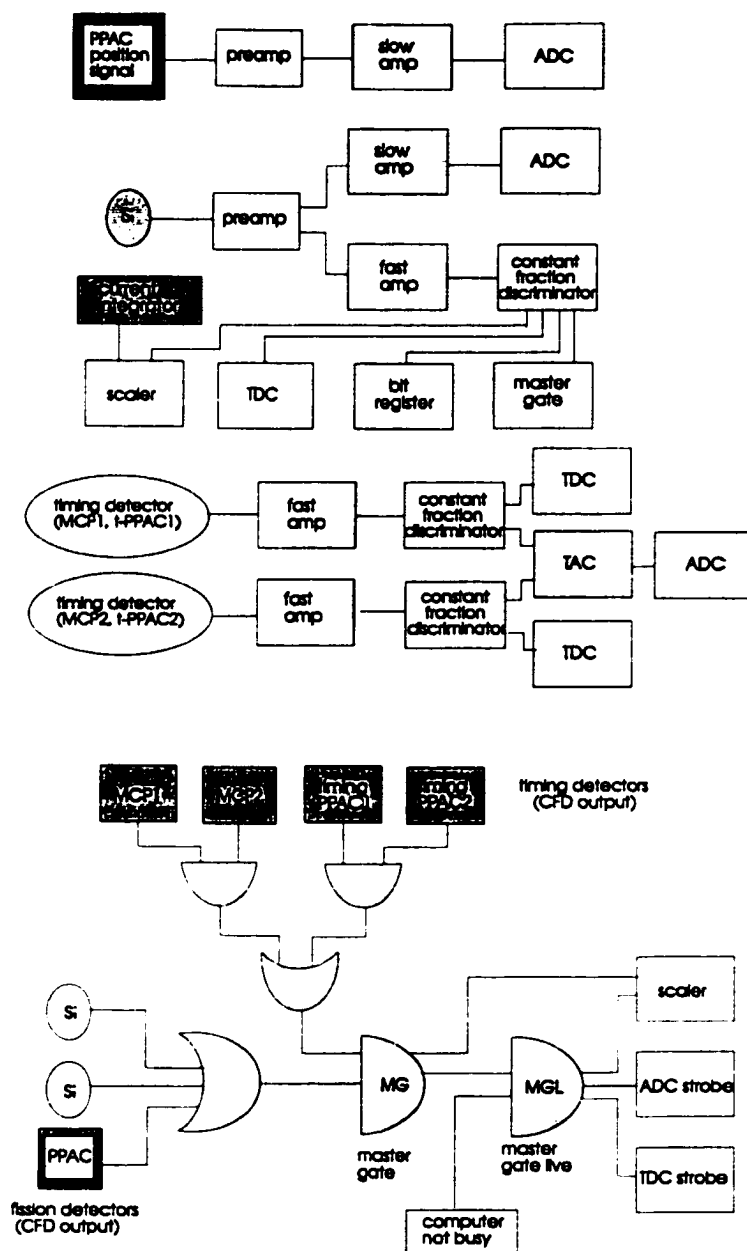 PPAC
position
signal
preamp
slow
amp
ADC
slow
amp
ADC
Si
preamp
fast
amp
constant
fraction
discriminator
current
integrator
scaler
TDC
bit
register
master
gate
timing detector
(MCP1, t-PPAC1)
fast
amp
constant
fraction
discriminator
TDC
TAC
ADC
timing detector
(MCP2, t-PPAC2)
fast
amp
constant
fraction
discriminator
TDC
MCP1
MCP2
timing
PPAC1
timing
PPAC2
timing detectors
(CFD output)
Si
scaler
Si
MG
MGL
ADC strobe
PPAC
master
gate
master
gate live
TDC strobe
fission detectors
(CFD output)
computer
not busy